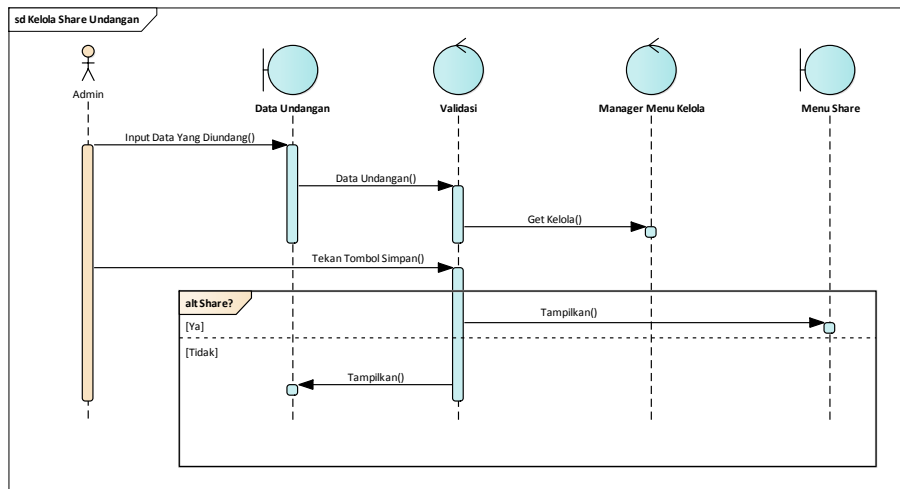 sd Kelola Share Undangan
Admin
Data Undangan
Validasi
Manager Menu Kelola
Menu Share
Input Data Yang Diundang()
Data Undangan()
Get Kelola()
Tekan Tombol Simpan()
alt Share?
Tampilkan()
[Ya]
[Tidak]
Tampilkan()